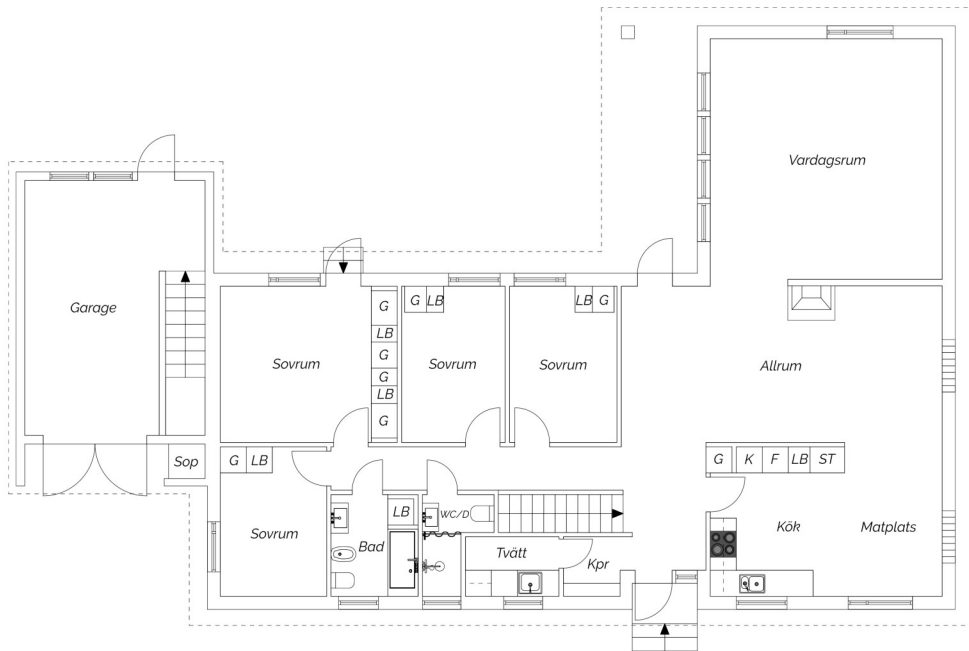 Vardagsrum
Garage
G
LB
G
G
LB
G
Sovrum
G LB
Sovrum
LB G
Sovrum
Allrum
Sop
G LB
Sovrum
G K F LB ST
LB
WC/D
Bad
Tvätt
Kpr
Kök
Matplats